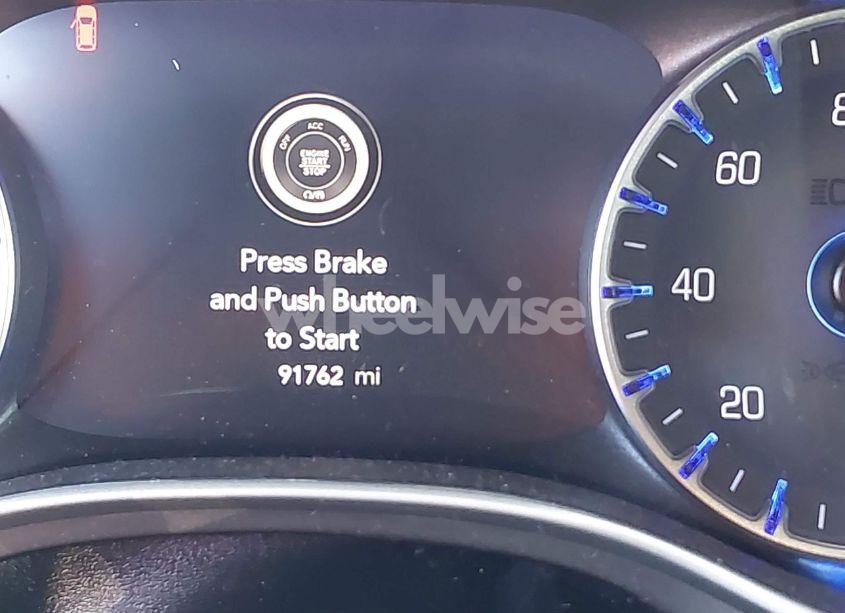 OFF ACC RUN
ENGINE
START
STOP
Press Brake
and Push Button
to Start
91762 mi
wheelwise
60
40
20